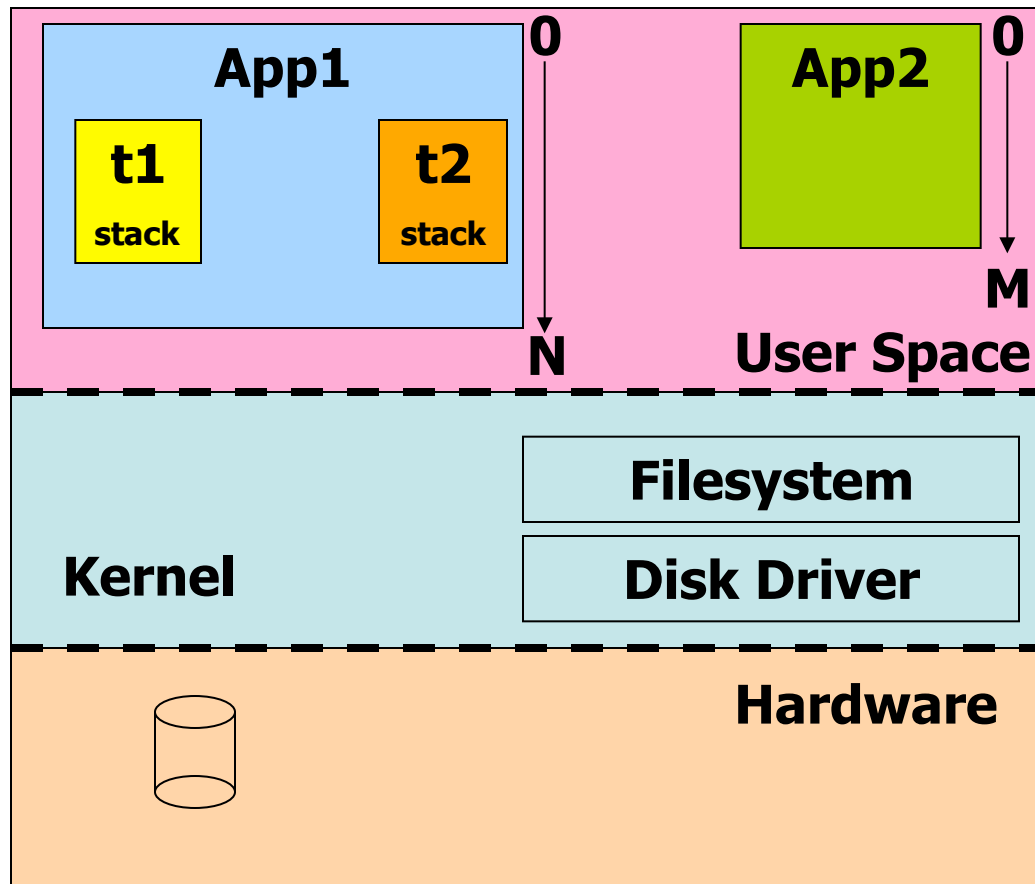 App1
0
App2
0
t1
stack
t2
stack
M
N
User Space
Filesystem
Kernel
Disk Driver
Hardware